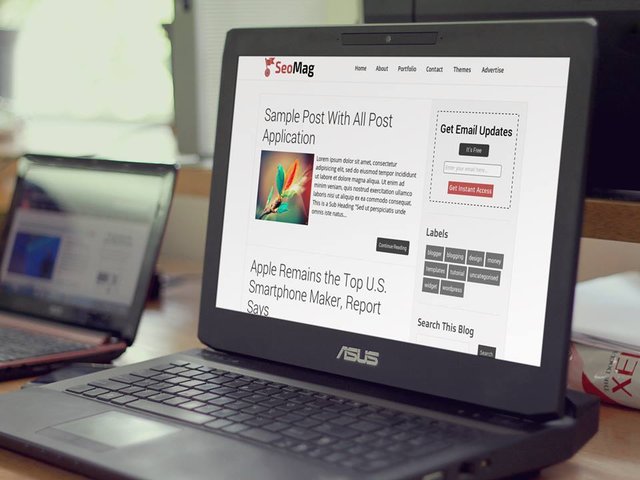 SeoMag
Home About Portfolio Contact Themes Advertise
Sample Post With All Post
Application
Lorem ipsum dolor sit amet, consectetur
adipisicing elit, sed do eiusmod tempor incididunt
ut labore et dolore magna aliqua. Ut enim ad
minim veniam, quis nostrud exercitation ullamco
laboris nisi ut aliquip ex ea commodo consequat.
This is a Sub Heading "Sed ut perspiciatis unde
omnis iste natus...
Continue Reading
Apple Remains the Top U.S.
Smartphone Maker, Report
Says
Get Email Updates
It's Free
Enter your email here...
Get Instant Access
Labels
blogger blogging design money
templates tutorial uncategorised
widget wordpress
Search This Blog
Search
ASUS